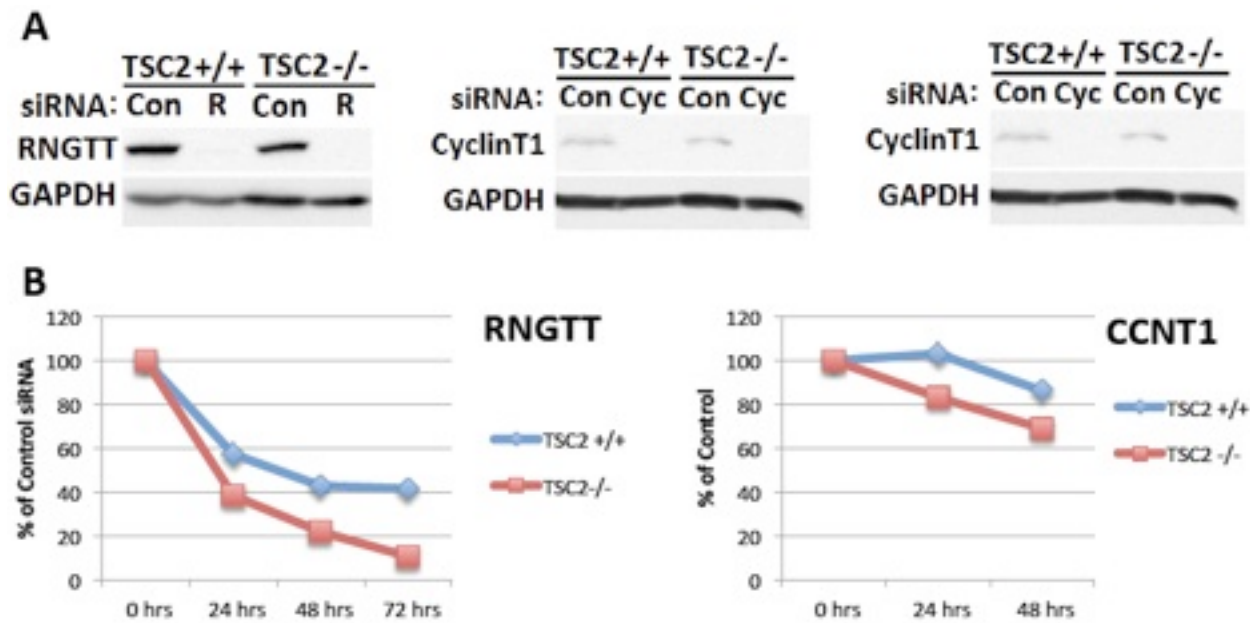 A
TSC2+/+ TSC2-/-
siRNA: Con R Con R
RNGTT
GAPDH
TSC2+/+ TSC2-/-
siRNA: Con Cyc Con Cyc
CyclinT1
GAPDH
TSC2+/+ TSC2-/-
siRNA: Con Cyc Con Cyc
CyclinT1
GAPDH
B
RNGTT
% of Control siRNA
120
100
80
60
40
20
0
0 hrs 24 hrs 48 hrs 72 hrs
TSC2 +/+
TSC2-/-
CCNT1
% of Control
120
100
80
60
40
20
0
0 hrs 24 hrs 48 hrs
TSC2 +/+
TSC2 -/-